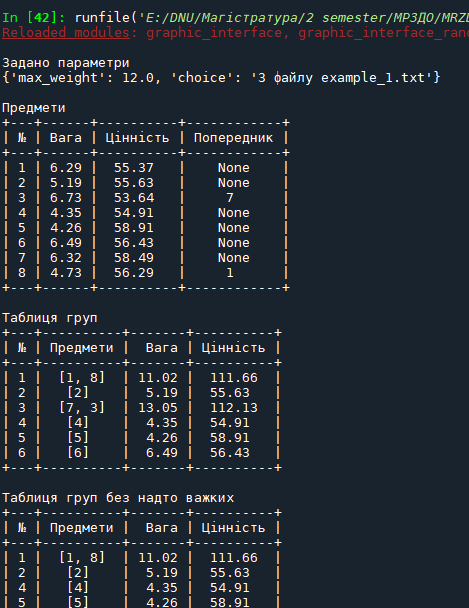 In [42]: runfile('E:/DNU/Магістратура/2 semester/МРЗДО/MRZD
Reloaded modules: graphic_interface, graphic_interface_ran
Задано параметри
{'max_weight': 12.0, 'choice': 'З файлу example_1.txt'}
Предмети
+---+------+----------+------------+
| № | Вага | Цінність | Попередник |
+---+------+----------+------------+
| 1 | 6.29 | 55.37 | None |
| 2 | 5.19 | 55.63 | None |
| 3 | 6.73 | 53.64 | 7 |
| 4 | 4.35 | 54.91 | None |
| 5 | 4.26 | 58.91 | None |
| 6 | 6.49 | 56.43 | None |
| 7 | 6.32 | 58.49 | None |
| 8 | 4.73 | 56.29 | 1 |
+---+------+----------+------------+
Таблиця груп
+---+----------+-------+----------+
| № | Предмети | Вага | Цінність |
+---+----------+-------+----------+
| 1 | [1, 8] | 11.02 | 111.66 |
| 2 | [2] | 5.19 | 55.63 |
| 3 | [7, 3] | 13.05 | 112.13 |
| 4 | [4] | 4.35 | 54.91 |
| 5 | [5] | 4.26 | 58.91 |
| 6 | [6] | 6.49 | 56.43 |
+---+----------+-------+----------+
Таблиця груп без надто важких
+---+----------+-------+----------+
| № | Предмети | Вага | Цінність |
+---+----------+-------+----------+
| 1 | [1, 8] | 11.02 | 111.66 |
| 2 | [2] | 5.19 | 55.63 |
| 4 | [4] | 4.35 | 54.91 |
| 5 | [5] | 4.26 | 58.91 |